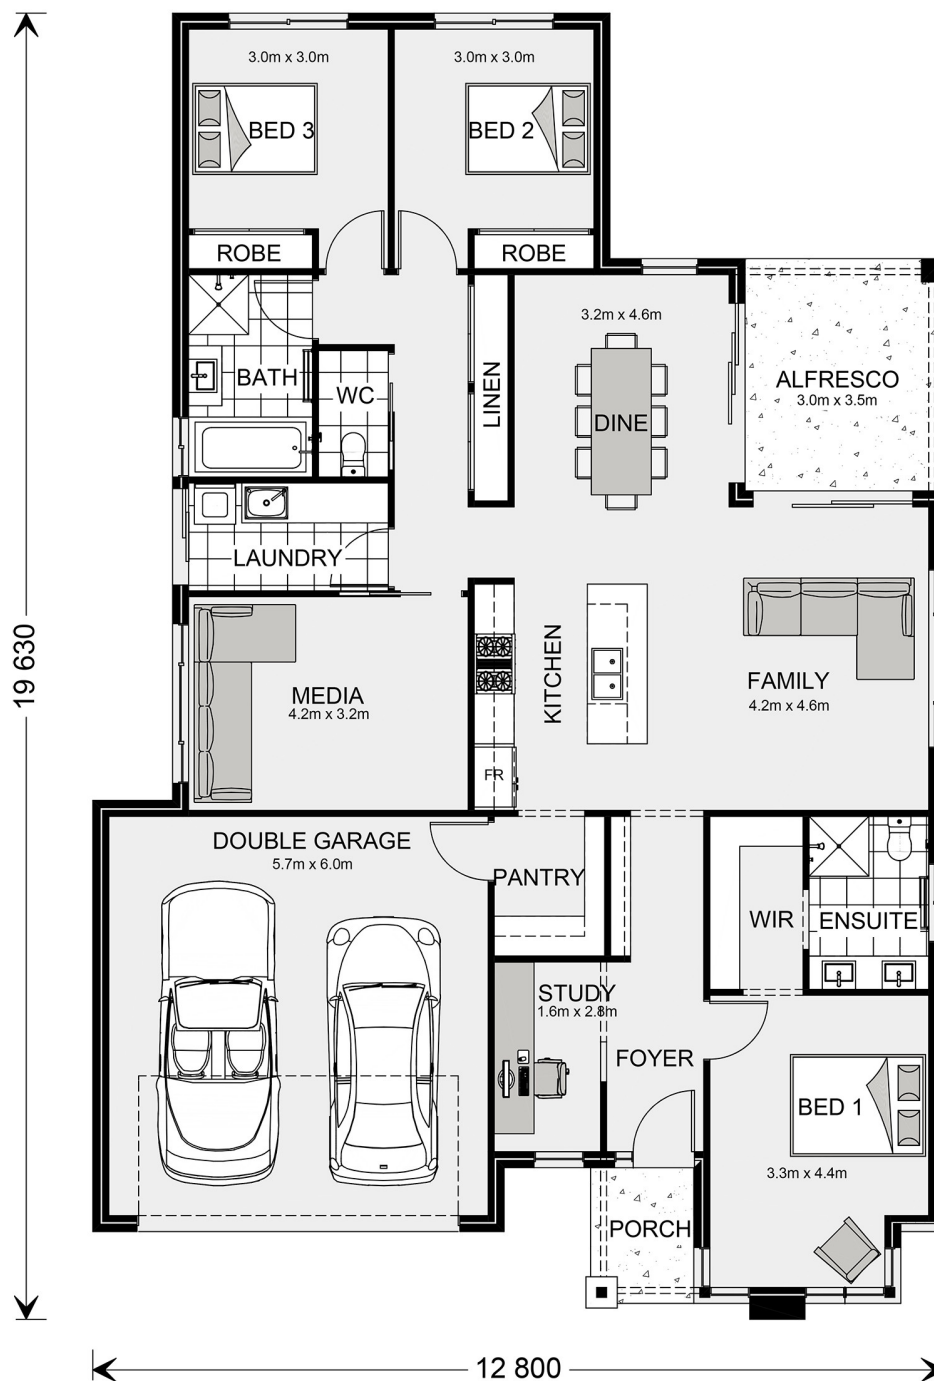 3.0m x 3.0m
3.0m x 3.0m
BED 3
BED 2
ROBE
ROBE
3.2m x 4.6m
BATH
WC
LINEN
DINE
ALFRESCO
3.0m x 3.5m
LAUNDRY
19 630
MEDIA
4.2m x 3.2m
KITCHEN
FAMILY
4.2m x 4.6m
FR
DOUBLE GARAGE
5.7m x 6.0m
PANTRY
WIR
ENSUITE
STUDY
1.6m x 2.8m
FOYER
BED 1
3.3m x 4.4m
PORCH
12 800